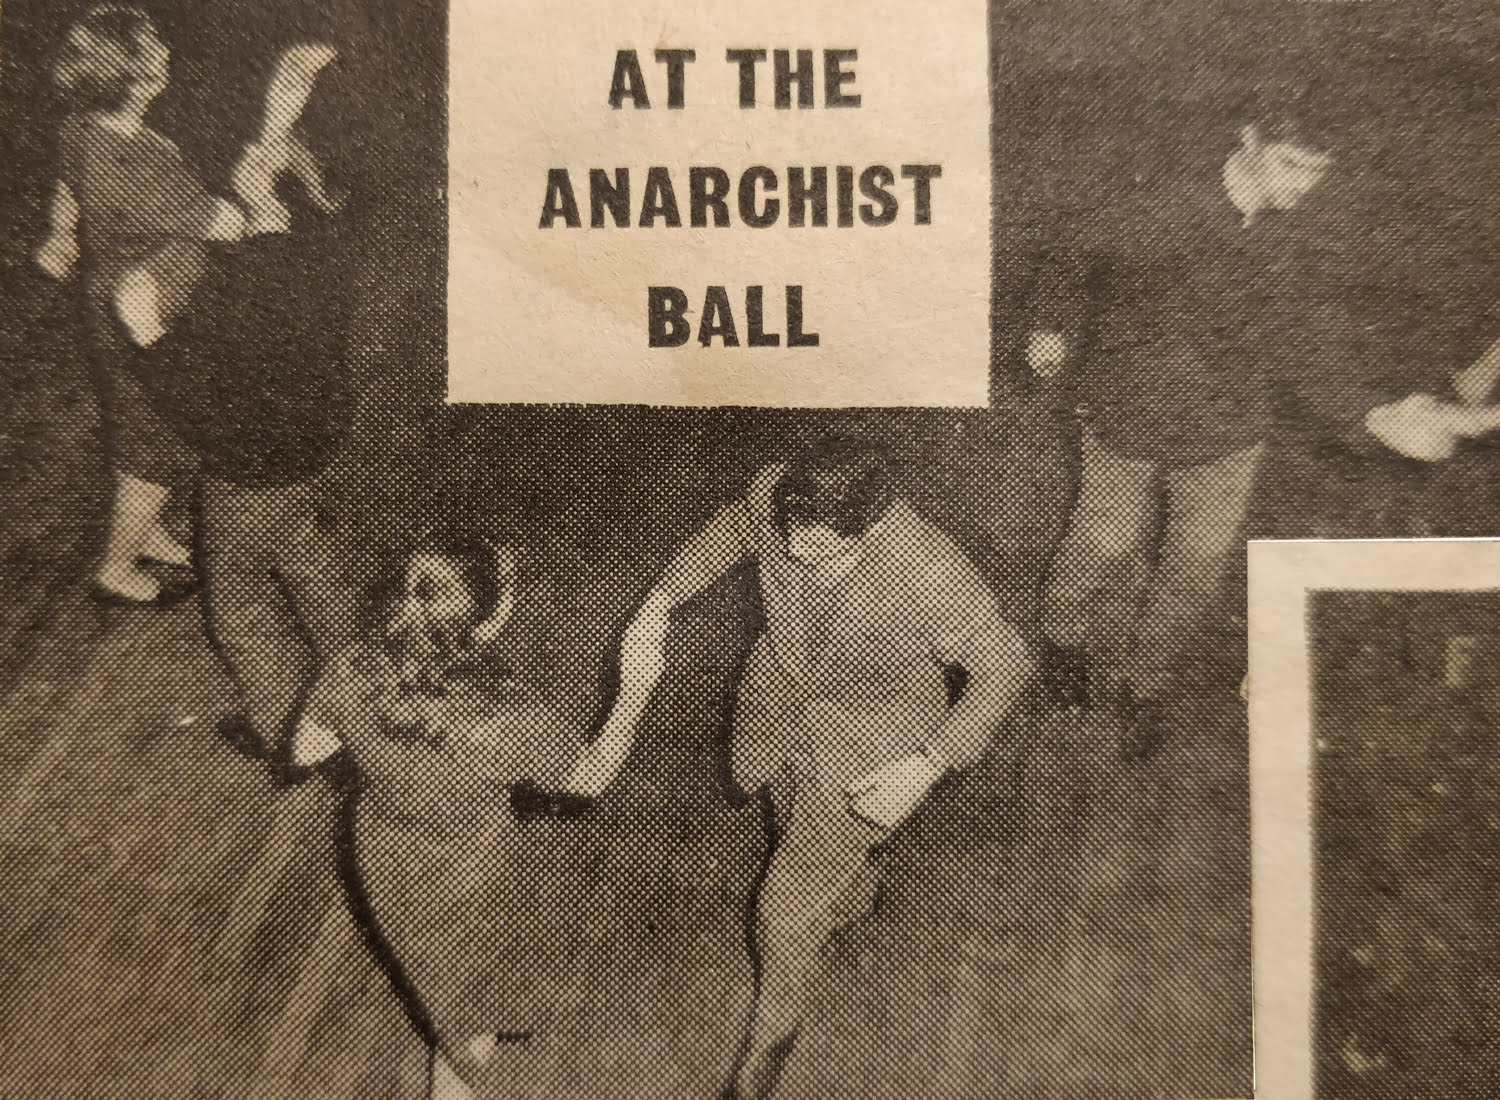 AT THE
ANARCHIST
BALL